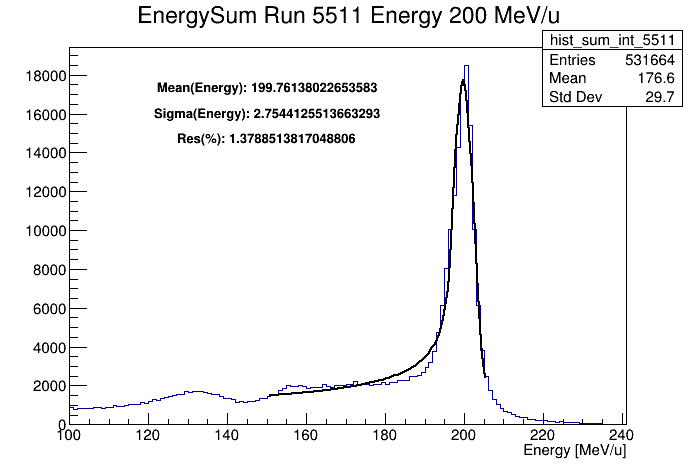 EnergySum Run 5511 Energy 200 MeV/u
hist_sum_int_5511
Entries 531664
Mean 176.6
Std Dev 29.7
Mean(Energy): 199.76138022653583
Sigma(Energy): 2.7544125513663293
Res(%): 1.3788513817048806
18000
16000
14000
12000
10000
8000
6000
4000
2000
0
100 120 140 160 180 200 220 240
Energy [MeV/u]